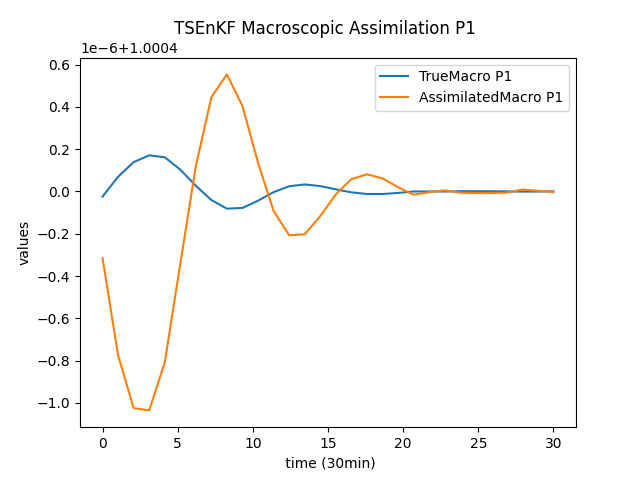 TSEnKF Macroscopic Assimilation P1
1e−6+1.0004
TrueMacro P1
AssimilatedMacro P1
0.6
0.4
0.2
0.0
−0.2
−0.4
−0.6
−0.8
−1.0
values
0 5 10 15 20 25 30
time (30min)